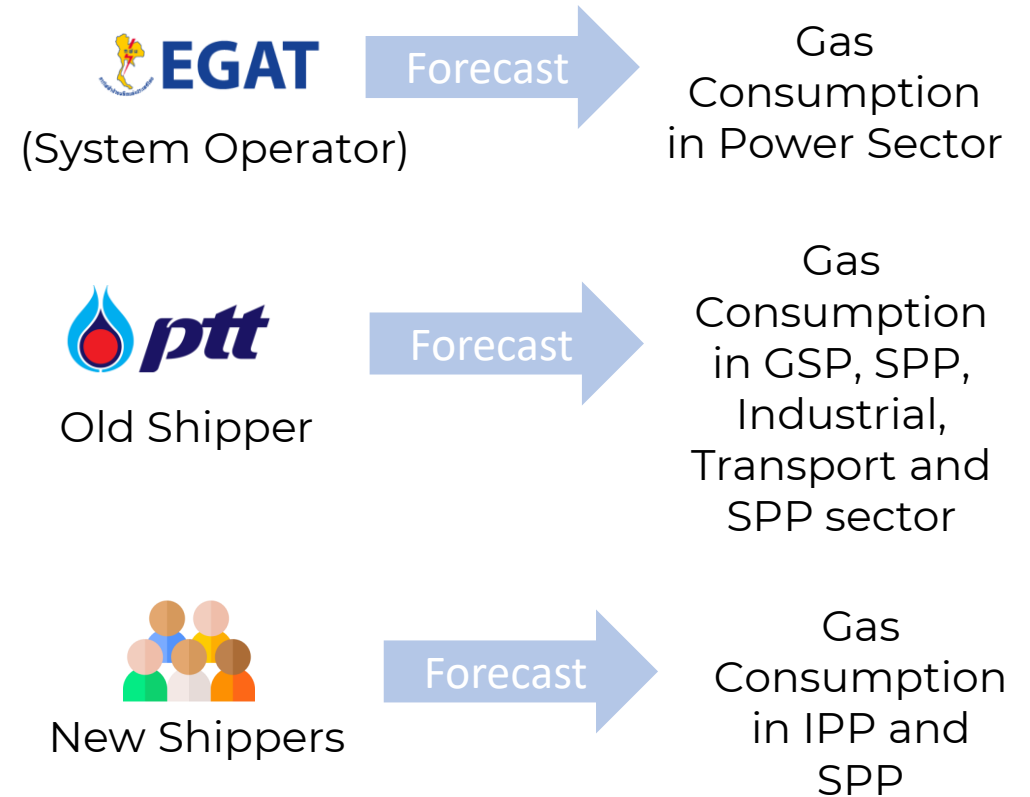 EGAT
(System Operator)
Forecast
Gas
Consumption
in Power Sector
ptt
Old Shipper
Forecast
Gas
Consumption
in GSP, SPP,
Industrial,
Transport and
SPP sector
New Shippers
Forecast
Gas
Consumption
in IPP and
SPP